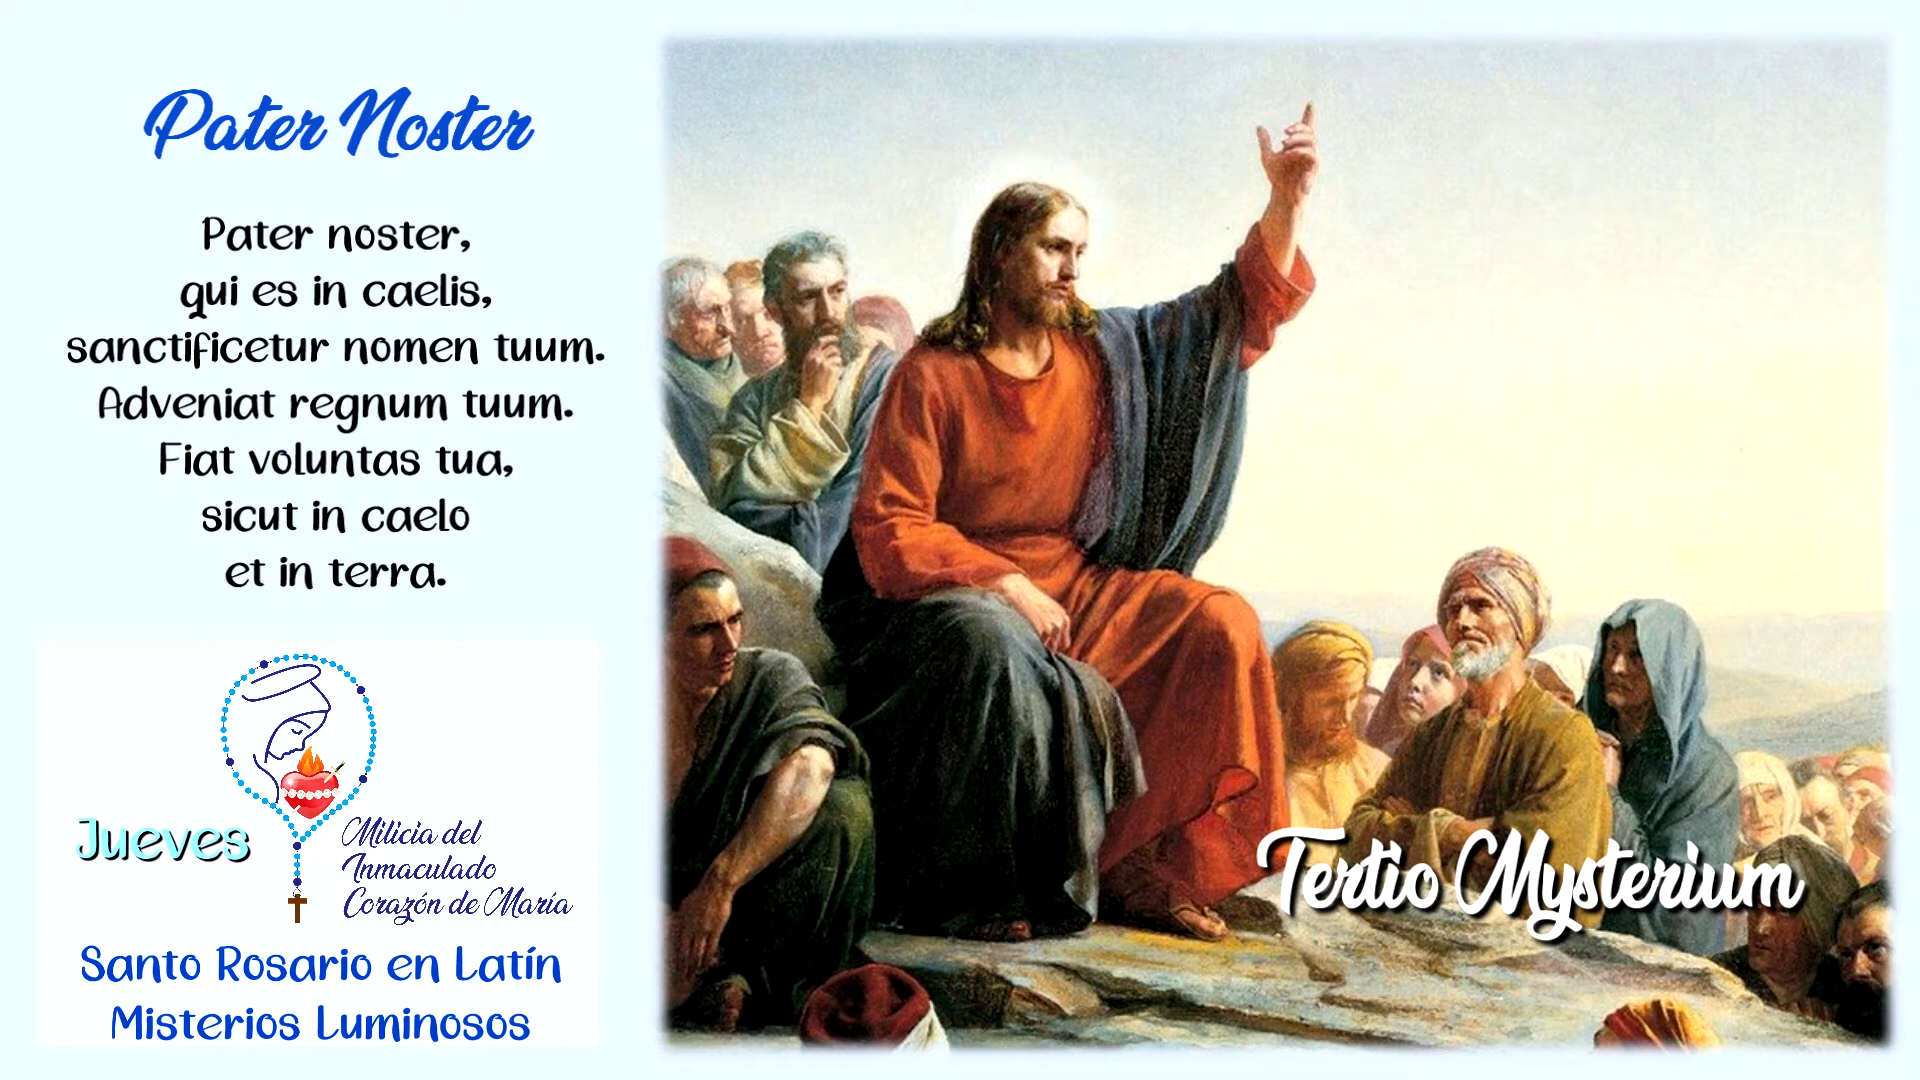 Pater Noster
Pater noster,
qui es in caelis,
sanctificetur nomen tuum.
Adveniat regnum tuum.
Fiat voluntas tua,
sicut in caelo
et in terra.
Jueves
Milicia del
Inmaculado
Corazón de María
Santo Rosario en Latín
Misterios Luminosos
Tertio Mysterium